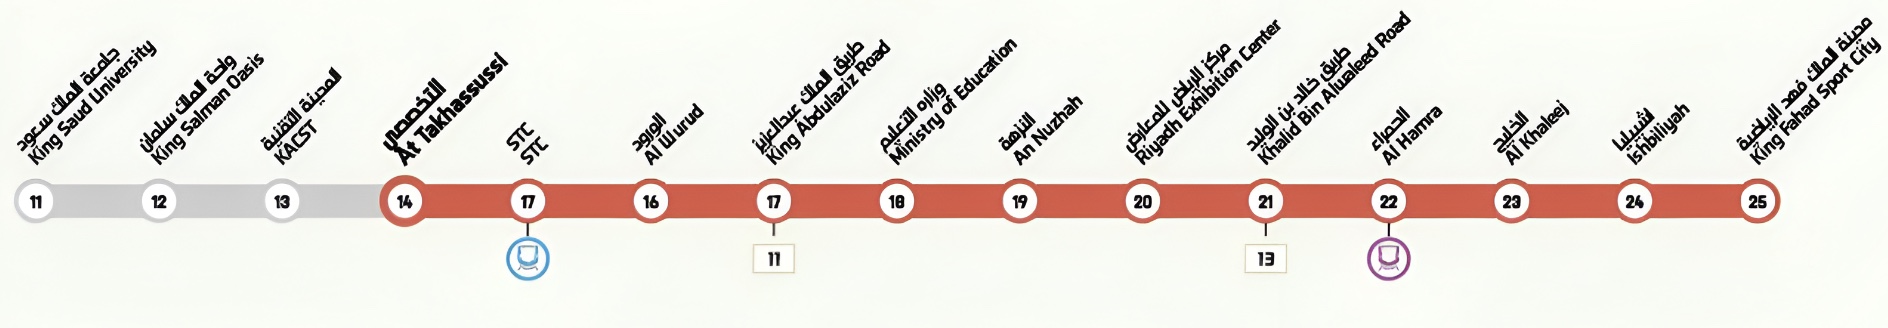 جامعة الملك سعود
King Saud University
واحة الملك سلمان
King Salman Oasis
المدينة التقنية
KACST
التخصصي
At Takhassussi
STC
STC
الورود
Al Wurud
طريق الملك عبدالعزيز
King Abdulaziz Road
وزارة التعليم
Ministry of Education
النزهة
An Nuzhah
مركز الرياض للمعارض
Riyadh Exhibition Center
طريق خالد بن الوليد
Khalid Bin Alwaleed Road
الحمراء
Al Hamra
الخليج
Al Khaleej
اشبيليا
Ishbiliyah
مدينة الملك فهد الرياضية
King Fahad Sport City
11
12
13
14
17
16
17
18
19
20
21
22
23
24
25
11
13